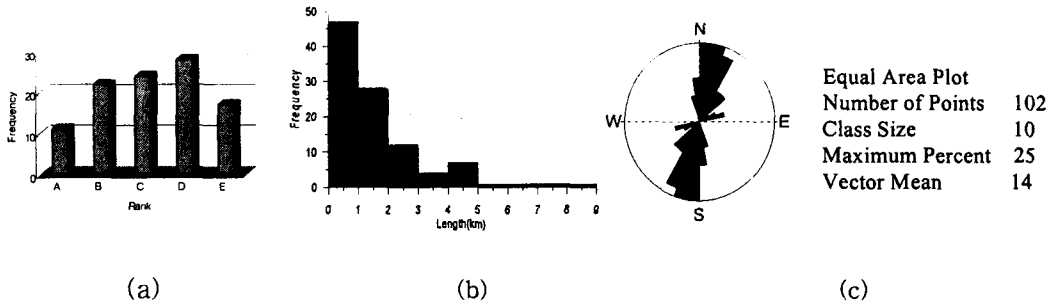 Frequency
30
20
10
0
A B C D E
Rank
(a)
Frequency
50
40
30
20
10
0
0 1 2 3 4 5 6 7 8 9
Length(km)
(b)
N
W E
S
Equal Area Plot
Number of Points 102
Class Size 10
Maximum Percent 25
Vector Mean 14
(c)